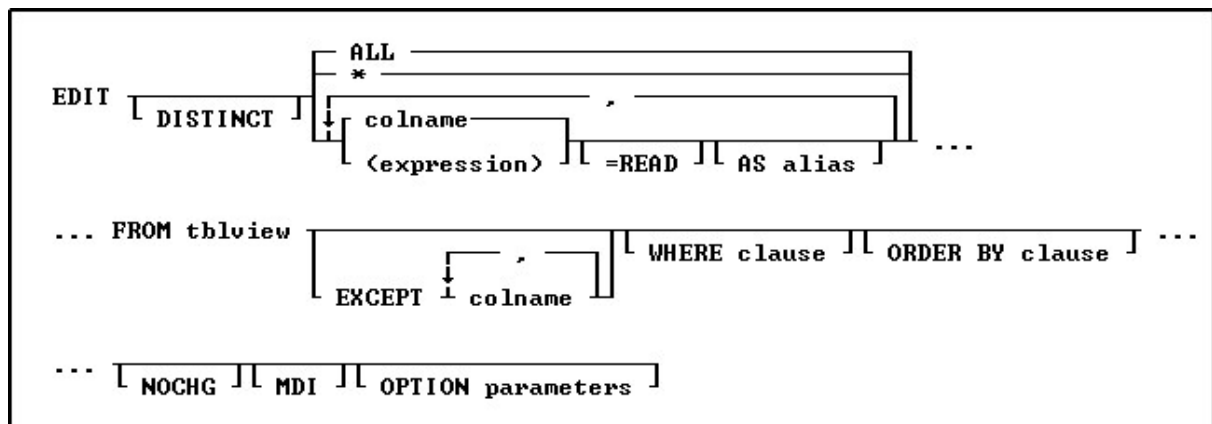 ALL
*
,
EDIT DISTINCT colname
(expression) =READ AS alias ...
... FROM tblview WHERE clause ORDER BY clause ...
,
EXCEPT colname
... NOCHG MDI OPTION parameters